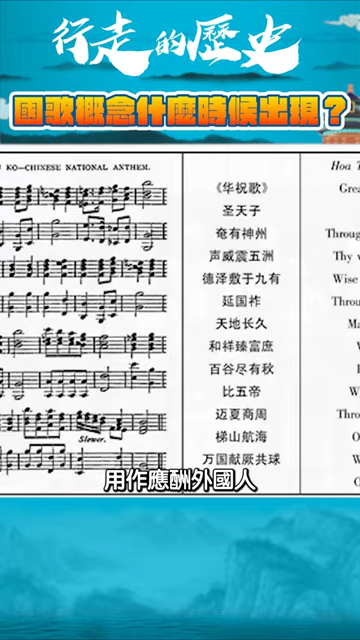 行走的歷史
國歌概念什麼時候出現？
KO—CHINESE NATIONAL ANTHEM.
Slower.
《华祝歌》
圣天子
奄有神州
声威震五洲
德泽敷于九有
延国祚
天地长久
和祥臻富庶
百谷尽有秋
比五帝
迈夏商周
梯山航海
万国献厥共球
Hoa T
Grea
Through
Thy v
Wise
Throu
Ma
W
Throu
O
W
O
用作應酬外國人